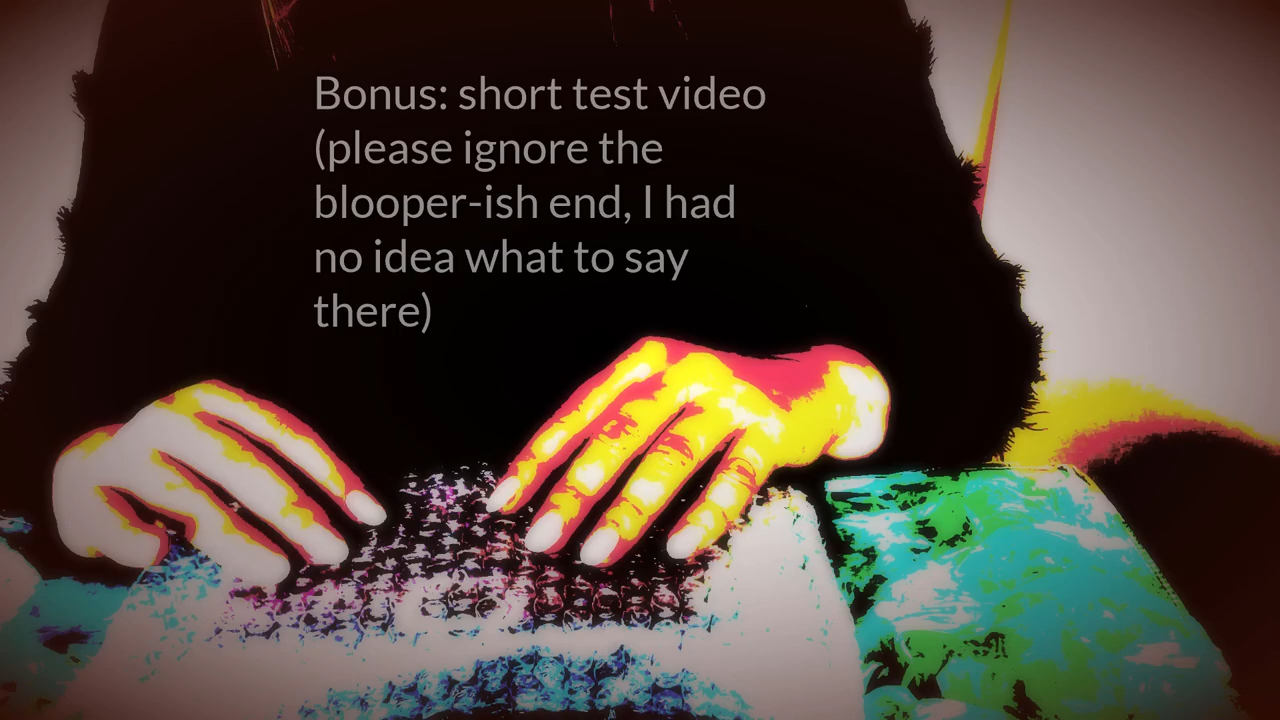 Bonus: short test video
(please ignore the
blooper-ish end, I had
no idea what to say
there)